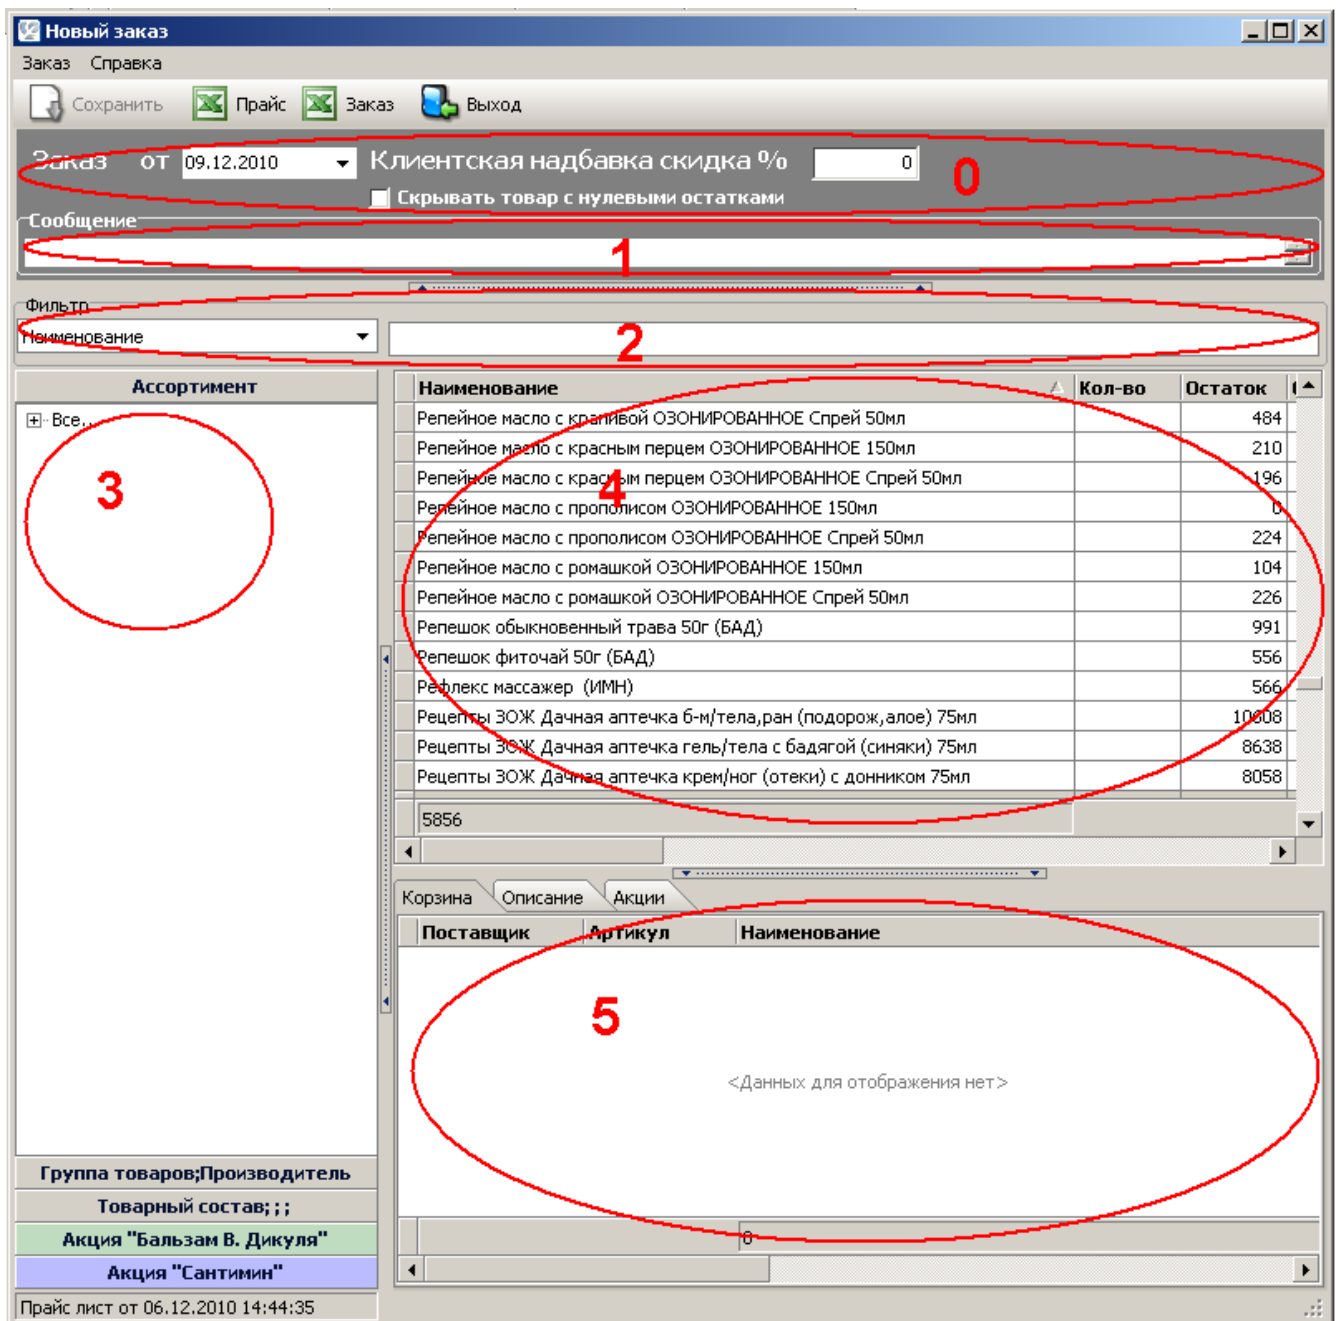 Новый заказ
Заказ Справка
Сохранить Прайс Заказ Выход
Заказ от 09.12.2010 Клиентская надбавка скидка % 0 0
Скрывать товар с нулевыми остатками
Сообщение
1
Фильтр
Наименование 2
Ассортимент
Все..
3
Наименование Кол-во Остаток
Репейное масло с крапивой ОЗОНИРОВАННОЕ Спрей 50мл 484
Репейное масло с красным перцем ОЗОНИРОВАННОЕ 150мл 210
Репейное масло с красным перцем ОЗОНИРОВАННОЕ Спрей 50мл 196
4
Репейное масло с прополисом ОЗОНИРОВАННОЕ 150мл 0
Репейное масло с прополисом ОЗОНИРОВАННОЕ Спрей 50мл 224
Репейное масло с ромашкой ОЗОНИРОВАННОЕ 150мл 104
Репейное масло с ромашкой ОЗОНИРОВАННОЕ Спрей 50мл 226
Репешок обыкновенный трава 50г (БАД) 991
Репешок фиточай 50г (БАД) 556
Рефлекс массажер (ИМН) 566
Рецепты ЗОЖ Дачная аптечка б-м/тела,ран (подорож,алое) 75мл 10608
Рецепты ЗОЖ Дачная аптечка гель/тела с бадягой (синяки) 75мл 8638
Рецепты ЗОЖ Дачная аптечка крем/ног (отеки) с донником 75мл 8058
5856
Корзина Описание Акции
Поставщик Артикул Наименование
5
<Данных для отображения нет>
0
Группа товаров;Производитель
Товарный состав; ; ;
Акция "Бальзам В. Дикуля"
Акция "Сантимин"
Прайс лист от 06.12.2010 14:44:35